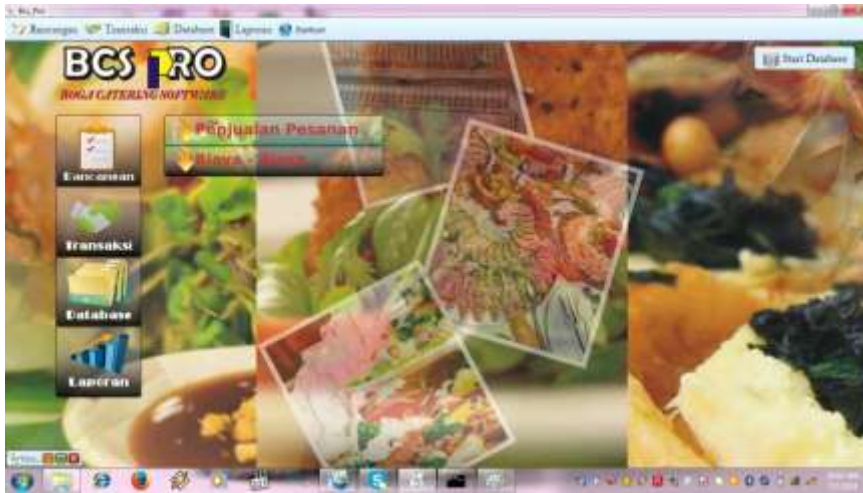 Bcs_Pro
Rancangan Transaksi Database Laporan
Start Database
BCS PRO
BOGA CATERING SOFTWARE
Penjualan Pesanan
Biaya - Biaya
Rancangan
Transaksi
Database
Laporan